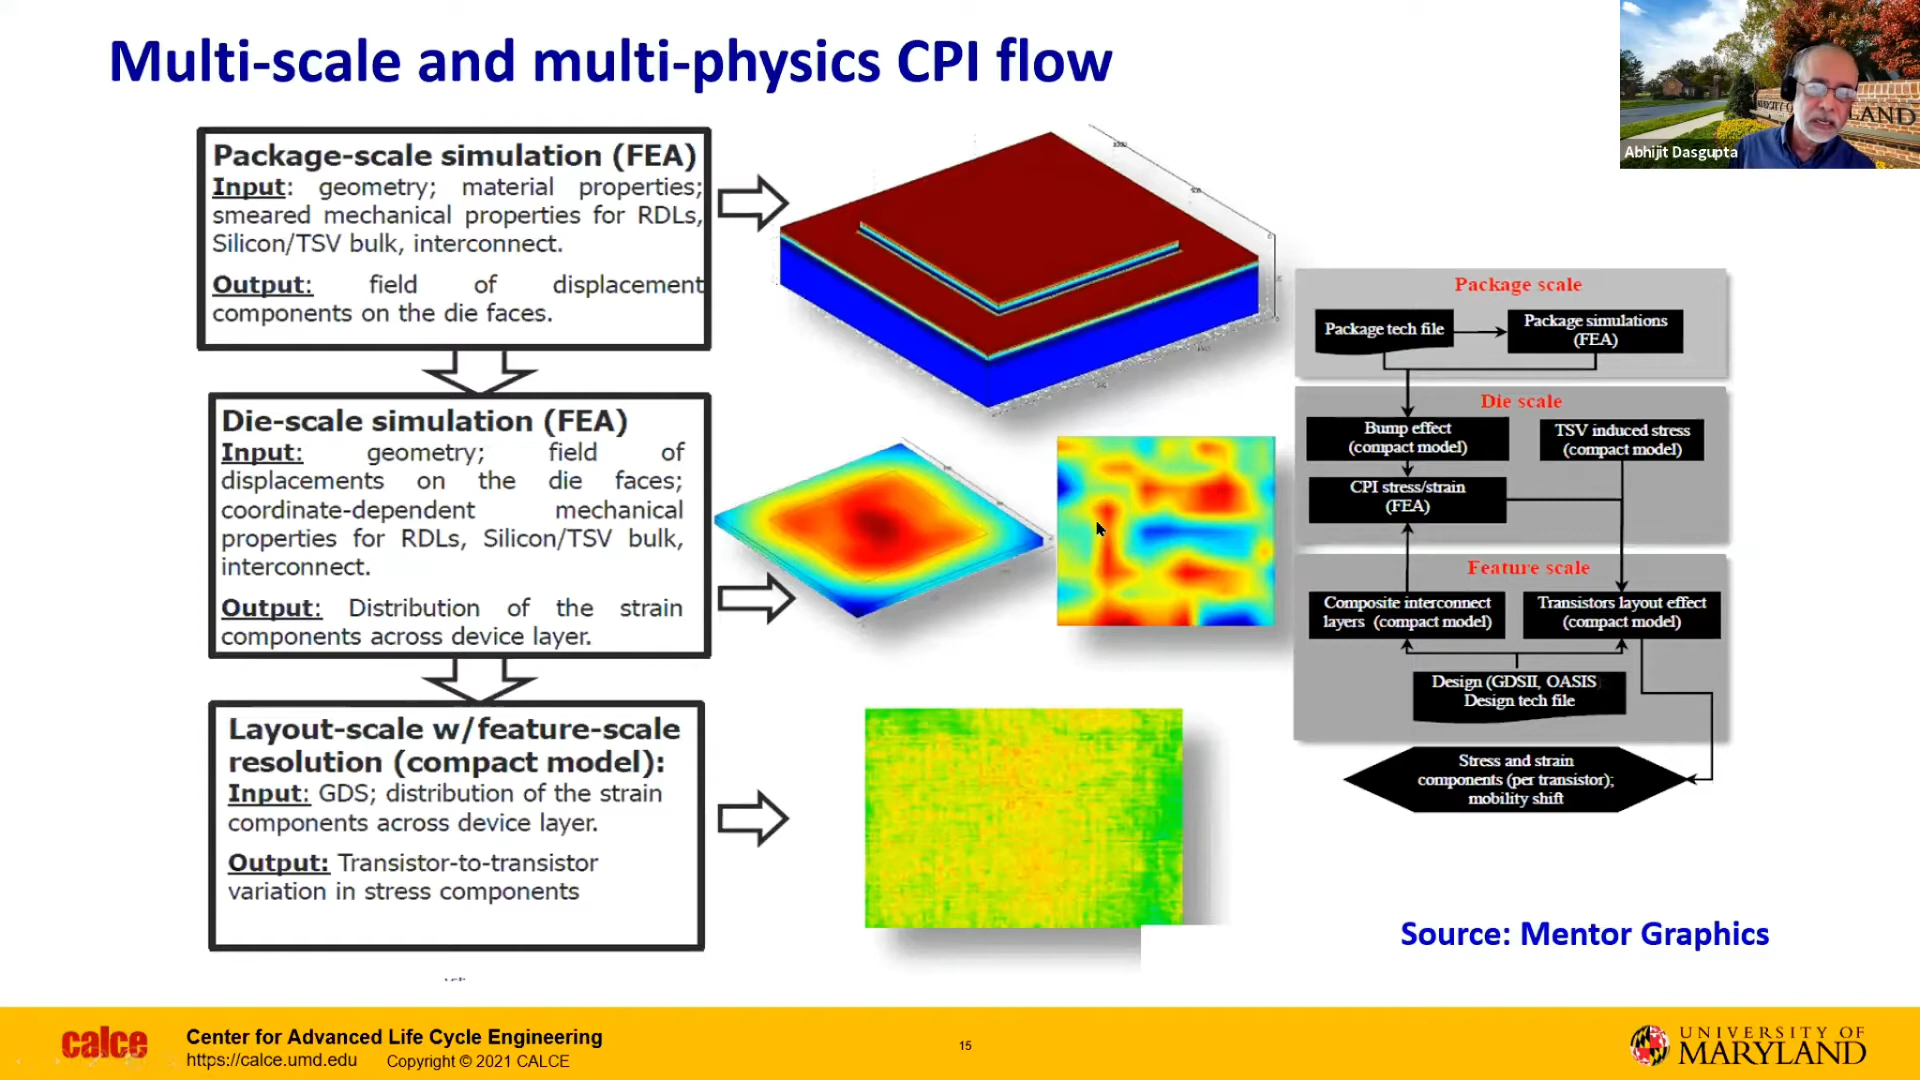 Multi-scale and multi-physics CPI flow
Package-scale simulation (FEA)
Input: geometry; material properties;
smeared mechanical properties for RDLs,
Silicon/TSV bulk, interconnect.
Output: field of displacement
components on the die faces.
Die-scale simulation (FEA)
Input: geometry; field of
displacements on the die faces;
coordinate-dependent mechanical
properties for RDLs, Silicon/TSV bulk,
interconnect.
Output: Distribution of the strain
components across device layer.
Layout-scale w/feature-scale
resolution (compact model):
Input: GDS; distribution of the strain
components across device layer.
Output: Transistor-to-transistor
variation in stress components
Package scale
Package tech file
Package simulations
(FEA)
Die scale
Bump effect
(compact model)
TSV induced stress
(compact model)
CPI stress/strain
(FEA)
Feature scale
Composite interconnect
layers (compact model)
Transistors layout effect
(compact model)
Design (GDSII, OASIS
Design tech file
Stress and strain
components (per transistor);
mobility shift
Source: Mentor Graphics
LAND
Abhijit Dasgupta
calce
Center for Advanced Life Cycle Engineering
https://calce.umd.edu Copyright © 2021 CALCE
15
UNIVERSITY OF
MARYLAND